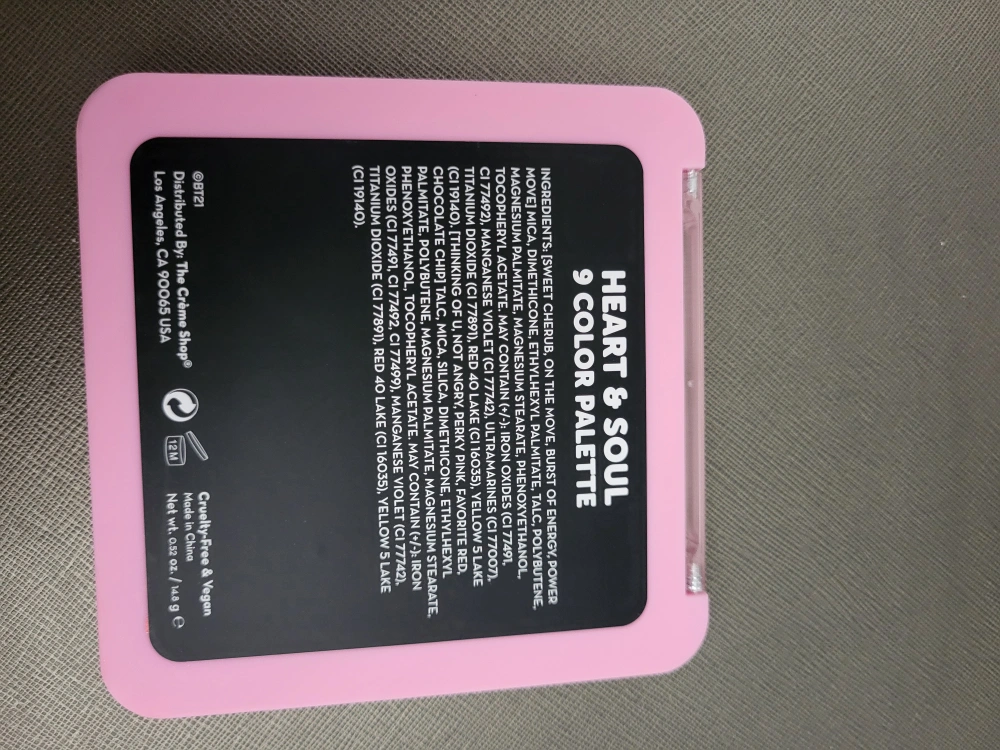 HEART & SOUL
9 COLOR PALETTE
INGREDIENTS: [SWEET CHERUB, ON THE MOVE, BURST OF ENERGY, POWER
MOVE] MICA, DIMETHICONE, ETHYLHEXYL PALMITATE, TALC, POLYBUTENE,
MAGNESIUM PALMITATE, MAGNESIUM STEARATE, PHENOXYETHANOL,
TOCOPHERYL ACETATE. MAY CONTAIN (+/-): IRON OXIDES (CI 77491,
CI 77492), MANGANESE VIOLET (CI 77742), ULTRAMARINES (CI 77007),
TITANIUM DIOXIDE (CI 77891), RED 40 LAKE (CI 16035), YELLOW 5 LAKE
(CI 19140). [THINKING OF U, NOT ANGRY, PERKY PINK, FAVORITE RED,
CHOCOLATE CHIP] TALC, MICA, SILICA, DIMETHICONE, ETHYLHEXYL
PALMITATE, POLYBUTENE, MAGNESIUM PALMITATE, MAGNESIUM STEARATE,
PHENOXYETHANOL, TOCOPHERYL ACETATE. MAY CONTAIN (+/-): IRON
OXIDES (CI 77491, CI 77492, CI 77499), MANGANESE VIOLET (CI 77742),
TITANIUM DIOXIDE (CI 77891), RED 40 LAKE (CI 16035), YELLOW 5 LAKE
(CI 19140).
©BT21
Distributed By: The Crème Shop®
Los Angeles, CA 90065 USA
12 M
Cruelty-Free & Vegan
Made in China
Net wt. 0.52 oz. / 14.8 g ℮